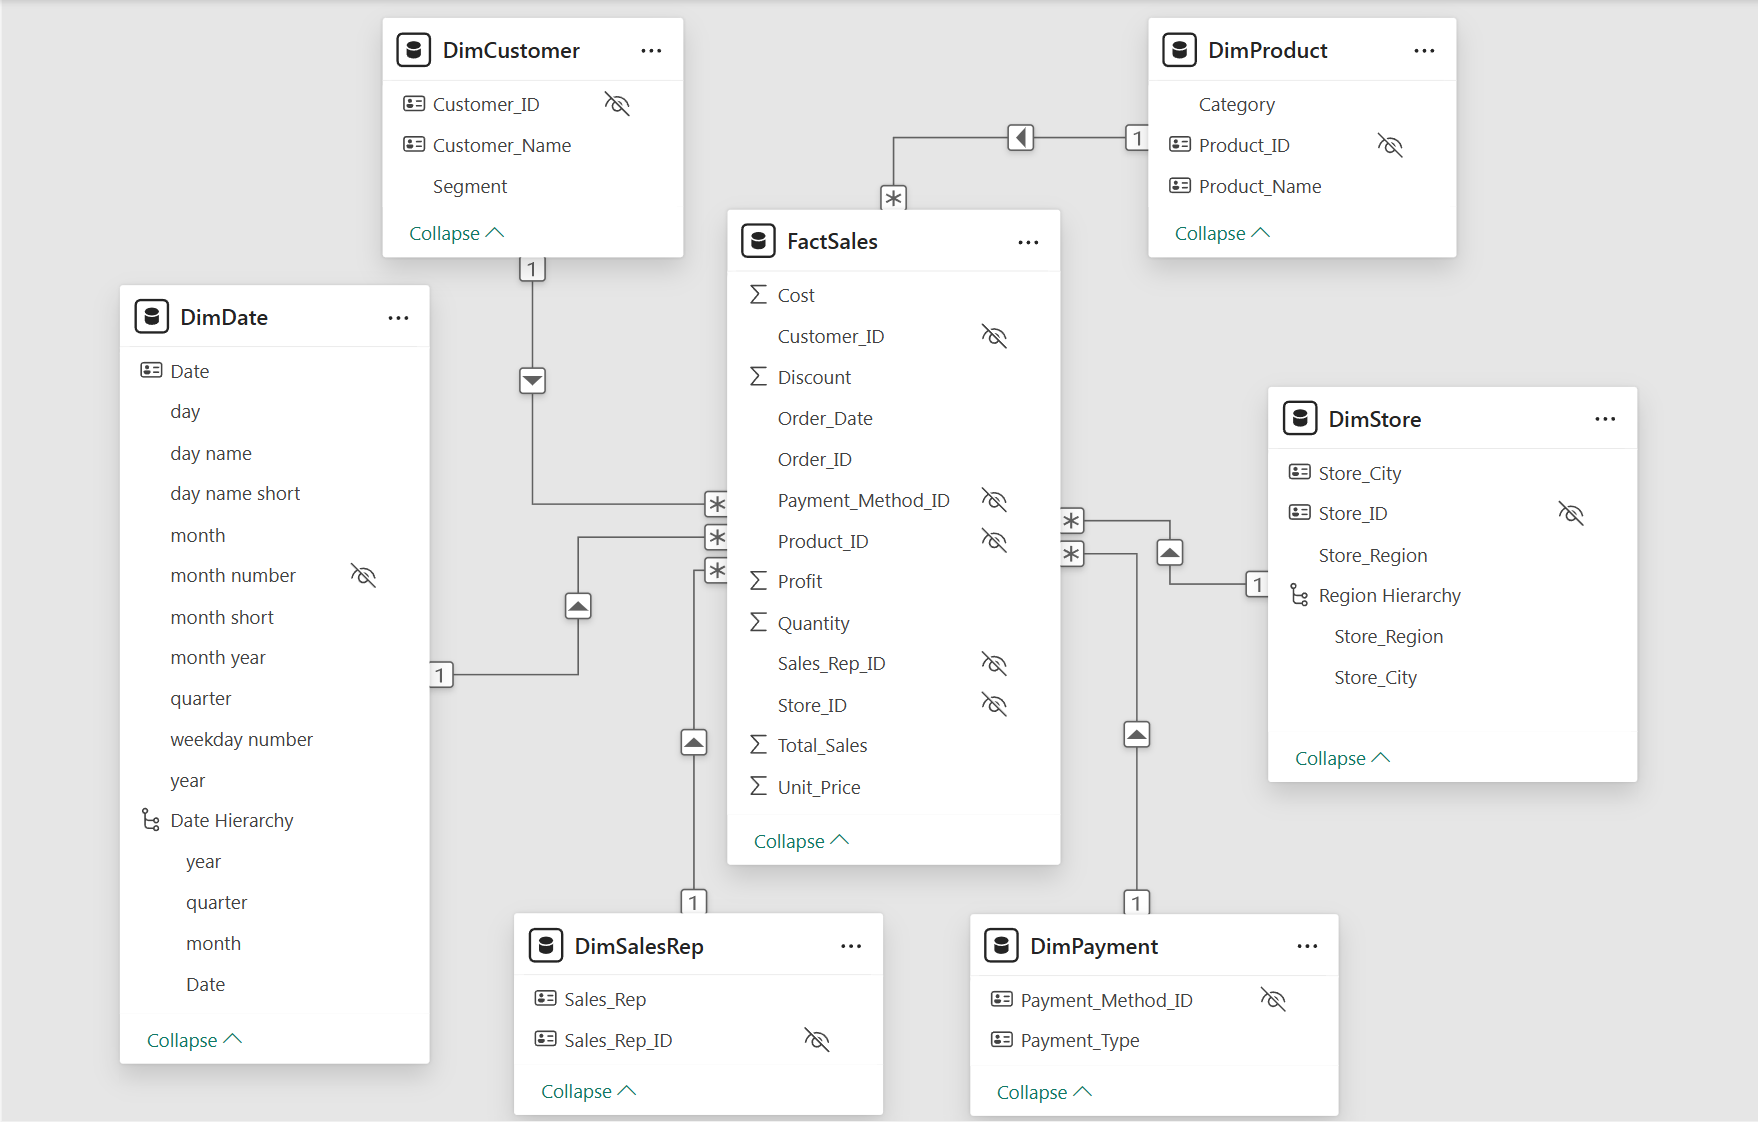 DimCustomer
Customer_ID
Customer_Name
Segment
Collapse
1
DimProduct
Category
Product_ID
Product_Name
Collapse
1
*
FactSales
Cost
Customer_ID
Discount
Order_Date
Order_ID
Payment_Method_ID
Product_ID
Profit
Quantity
Sales_Rep_ID
Store_ID
Total_Sales
Unit_Price
Collapse
*
*
*
*
*
DimDate
Date
day
day name
day name short
month
month number
month short
month year
quarter
weekday number
year
Date Hierarchy
year
quarter
month
Date
Collapse
1
DimStore
Store_City
Store_ID
Store_Region
Region Hierarchy
Store_Region
Store_City
Collapse
1
1
DimSalesRep
Sales_Rep
Sales_Rep_ID
Collapse
1
DimPayment
Payment_Method_ID
Payment_Type
Collapse